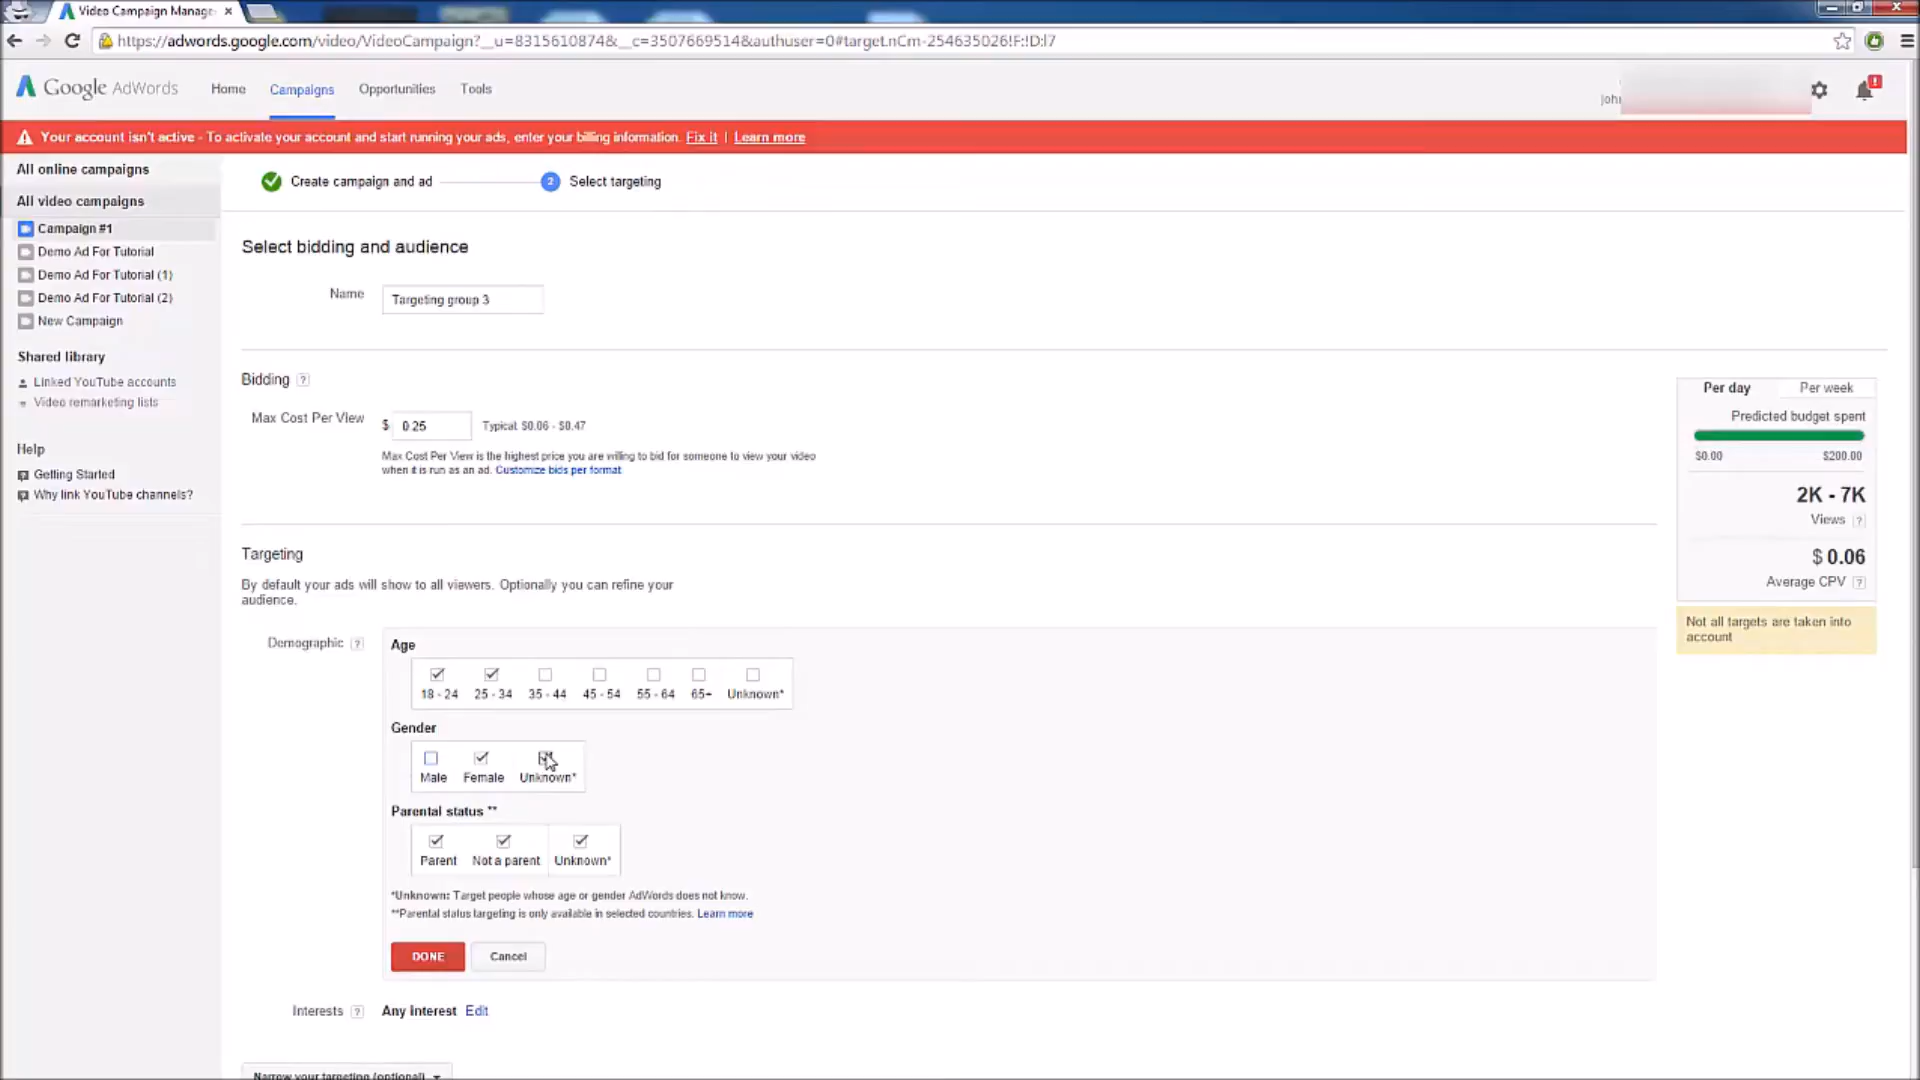 Video Campaign Manage
https://adwords.google.com/video/VideoCampaign?__u=8315610874&__c=3507669514&authuser=0#target.nCm-254635026!F:!D:l7
Google AdWords
Home
Campaigns
Opportunities
Tools
john
Your account isn't active - To activate your account and start running your ads, enter your billing information. Fix it | Learn more
All online campaigns
All video campaigns
Campaign #1
Demo Ad For Tutorial
Demo Ad For Tutorial (1)
Demo Ad For Tutorial (2)
New Campaign
Shared library
Linked YouTube accounts
Video remarketing lists
Help
Getting Started
Why link YouTube channels?
Create campaign and ad
2 Select targeting
Select bidding and audience
Name
Targeting group 3
Bidding ?
Max Cost Per View
$ 0.25
Typical: $0.06 - $0.47
Max Cost Per View is the highest price you are willing to bid for someone to view your video
when it is run as an ad. Customize bids per format.
Targeting
By default your ads will show to all viewers. Optionally you can refine your
audience.
Demographic ?
Age
18 - 24 25 - 34 35 - 44 45 - 54 55 - 64 65+ Unknown*
Gender
Male Female Unknown*
Parental status **
Parent Not a parent Unknown*
*Unknown: Target people whose age or gender AdWords does not know.
**Parental status targeting is only available in selected countries. Learn more
DONE
Cancel
Interests ?
Any interest Edit
Narrow your targeting (optional)
Per day
Per week
Predicted budget spent
$0.00 $200.00
2K - 7K
Views ?
$ 0.06
Average CPV ?
Not all targets are taken into
account